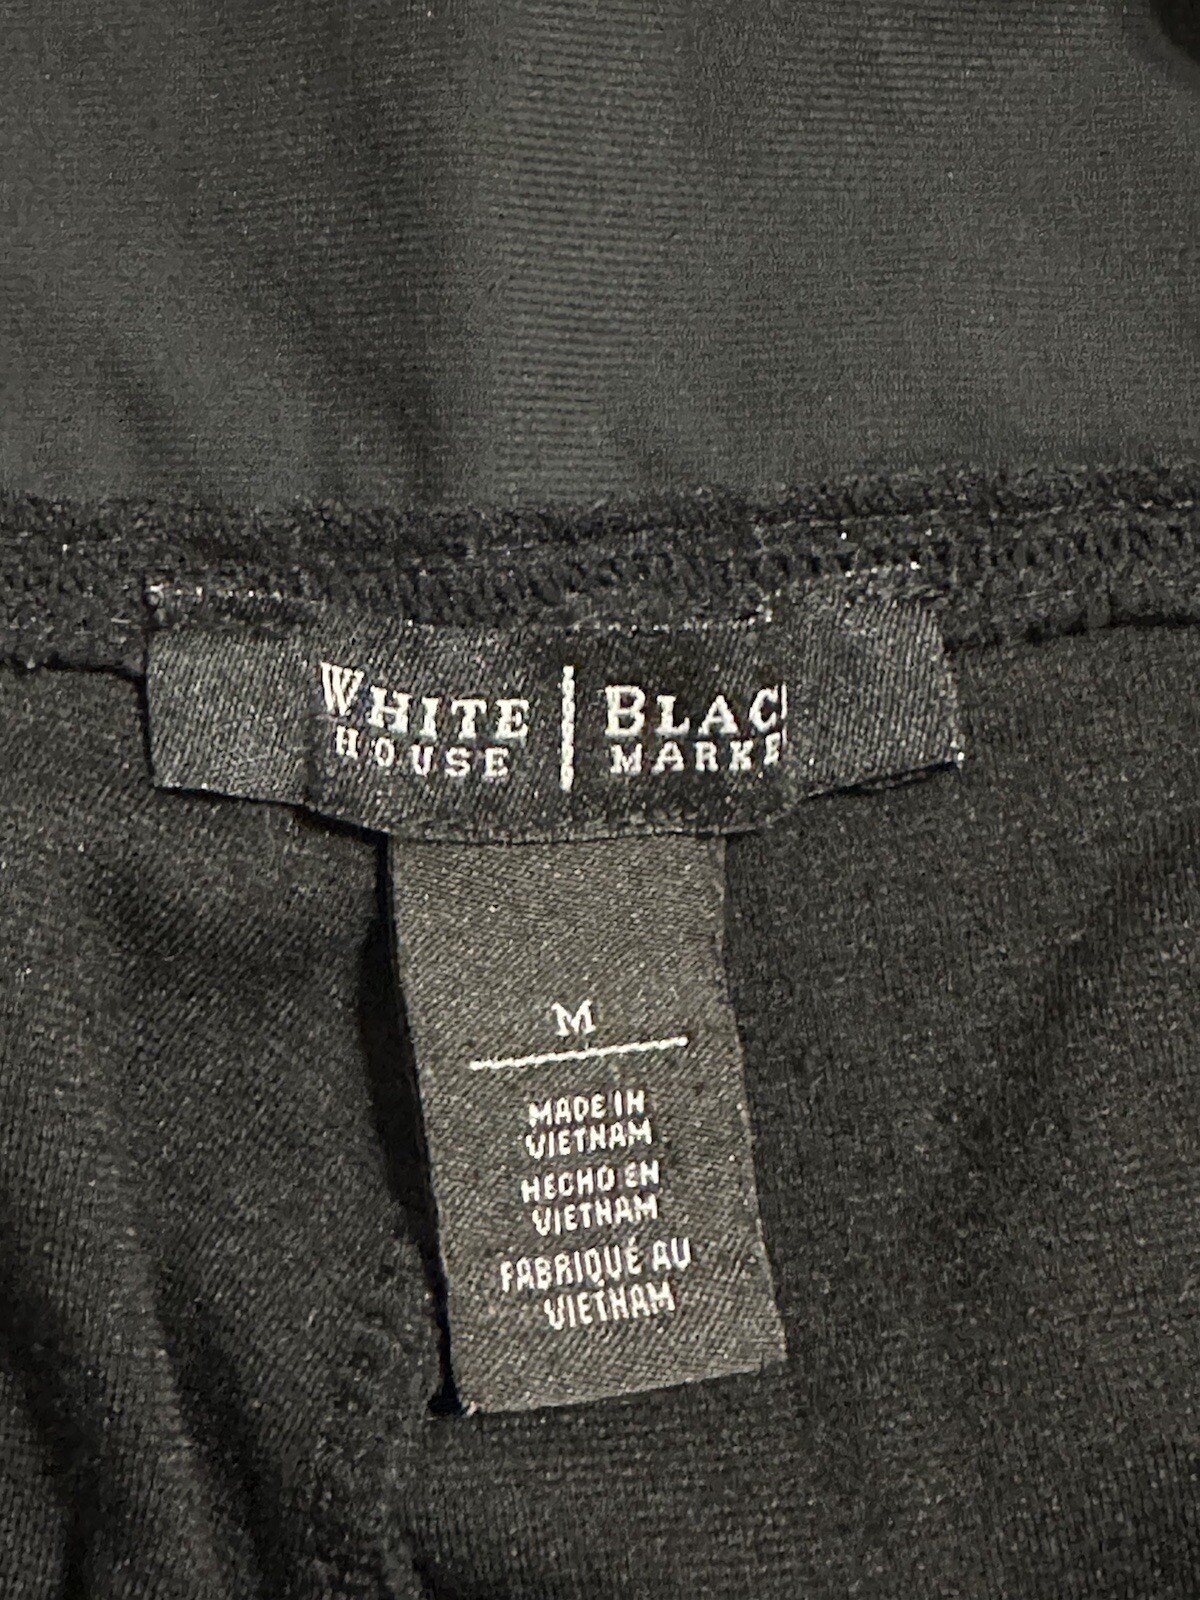 WHITE | BLAC
HOUSE | MARKE
M
MADE IN
VIETNAM
HECHO EN
VIETNAM
FABRIQUÉ AU
VIETNAM